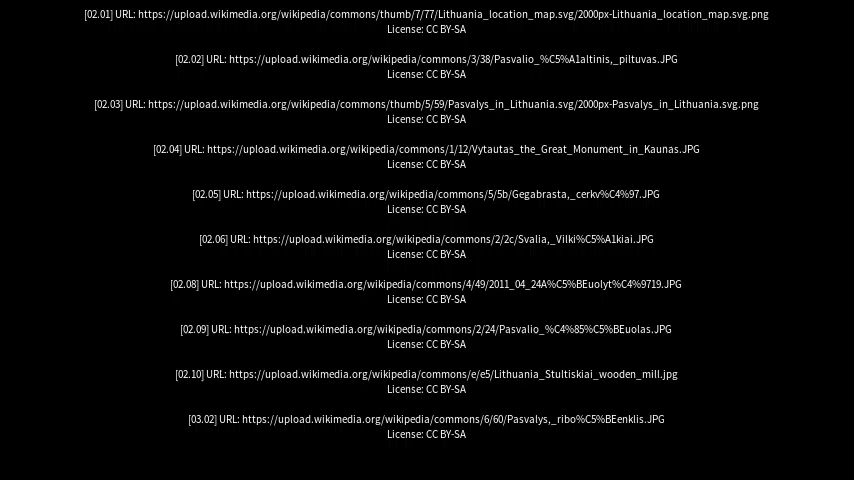 [02.01] URL: https://upload.wikimedia.org/wikipedia/commons/thumb/7/77/Lithuania_location_map.svg/2000px-Lithuania_location_map.svg.png
License: CC BY-SA
[02.02] URL: https://upload.wikimedia.org/wikipedia/commons/3/38/Pasvalio_%C5%A1altinis,_piltuvas.JPG
License: CC BY-SA
[02.03] URL: https://upload.wikimedia.org/wikipedia/commons/thumb/5/59/Pasvalys_in_Lithuania.svg/2000px-Pasvalys_in_Lithuania.svg.png
License: CC BY-SA
[02.04] URL: https://upload.wikimedia.org/wikipedia/commons/1/12/Vytautas_the_Great_Monument_in_Kaunas.JPG
License: CC BY-SA
[02.05] URL: https://upload.wikimedia.org/wikipedia/commons/5/5b/Gegabrasta,_cerkv%C4%97.JPG
License: CC BY-SA
[02.06] URL: https://upload.wikimedia.org/wikipedia/commons/2/2c/Svalia,_Vilki%C5%A1kiai.JPG
License: CC BY-SA
[02.08] URL: https://upload.wikimedia.org/wikipedia/commons/4/49/2011_04_24A%C5%BEuolyt%C4%9719.JPG
License: CC BY-SA
[02.09] URL: https://upload.wikimedia.org/wikipedia/commons/2/24/Pasvalio_%C4%85%C5%BEuolas.JPG
License: CC BY-SA
[02.10] URL: https://upload.wikimedia.org/wikipedia/commons/e/e5/Lithuania_Stultiskiai_wooden_mill.jpg
License: CC BY-SA
[03.02] URL: https://upload.wikimedia.org/wikipedia/commons/6/60/Pasvalys,_ribo%C5%BEenklis.JPG
License: CC BY-SA